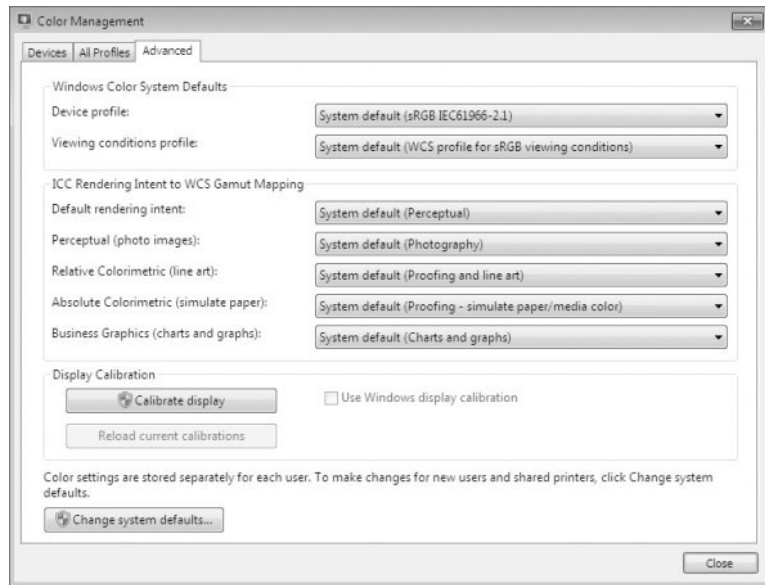 Color Management
Devices All Profiles Advanced
Windows Color System Defaults
Device profile: System default (sRGB IEC61966-2.1)
Viewing conditions profile: System default (WCS profile for sRGB viewing conditions)
ICC Rendering Intent to WCS Gamut Mapping
Default rendering intent: System default (Perceptual)
Perceptual (photo images): System default (Photography)
Relative Colorimetric (line art): System default (Proofing and line art)
Absolute Colorimetric (simulate paper): System default (Proofing - simulate paper/media color)
Business Graphics (charts and graphs): System default (Charts and graphs)
Display Calibration
Calibrate display Use Windows display calibration
Reload current calibrations
Color settings are stored separately for each user. To make changes for new users and shared printers, click Change system
defaults.
Change system defaults...
Close